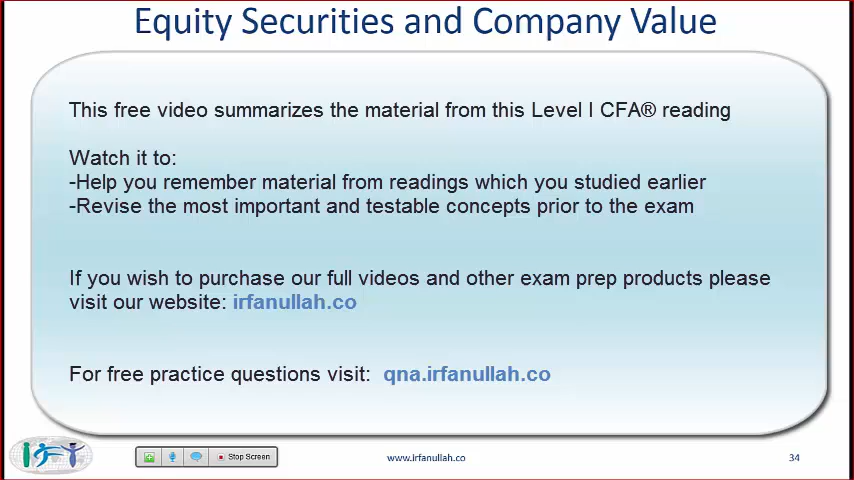 Equity Securities and Company Value
This free video summarizes the material from this Level I CFA® reading
Watch it to:
-Help you remember material from readings which you studied earlier
-Revise the most important and testable concepts prior to the exam
If you wish to purchase our full videos and other exam prep products please
visit our website: irfanullah.co
For free practice questions visit: qna.irfanullah.co
IFT
Stop Screen
www.irfanullah.co
34